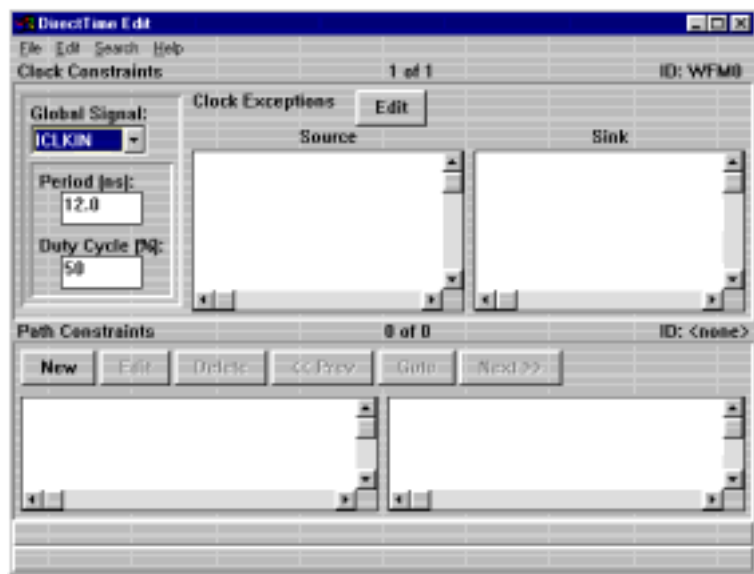 DirectTime Edit
File Edit Search Help
Clock Constraints 1 of 1 ID: WFM0
Global Signal: Clock Exceptions Edit
ICLKIN Source Sink
Period [ns]:
12.0
Duty Cycle [%]:
50
Path Constraints 0 of 0 ID: <none>
New Edit Delete << Prev Goto Next >>